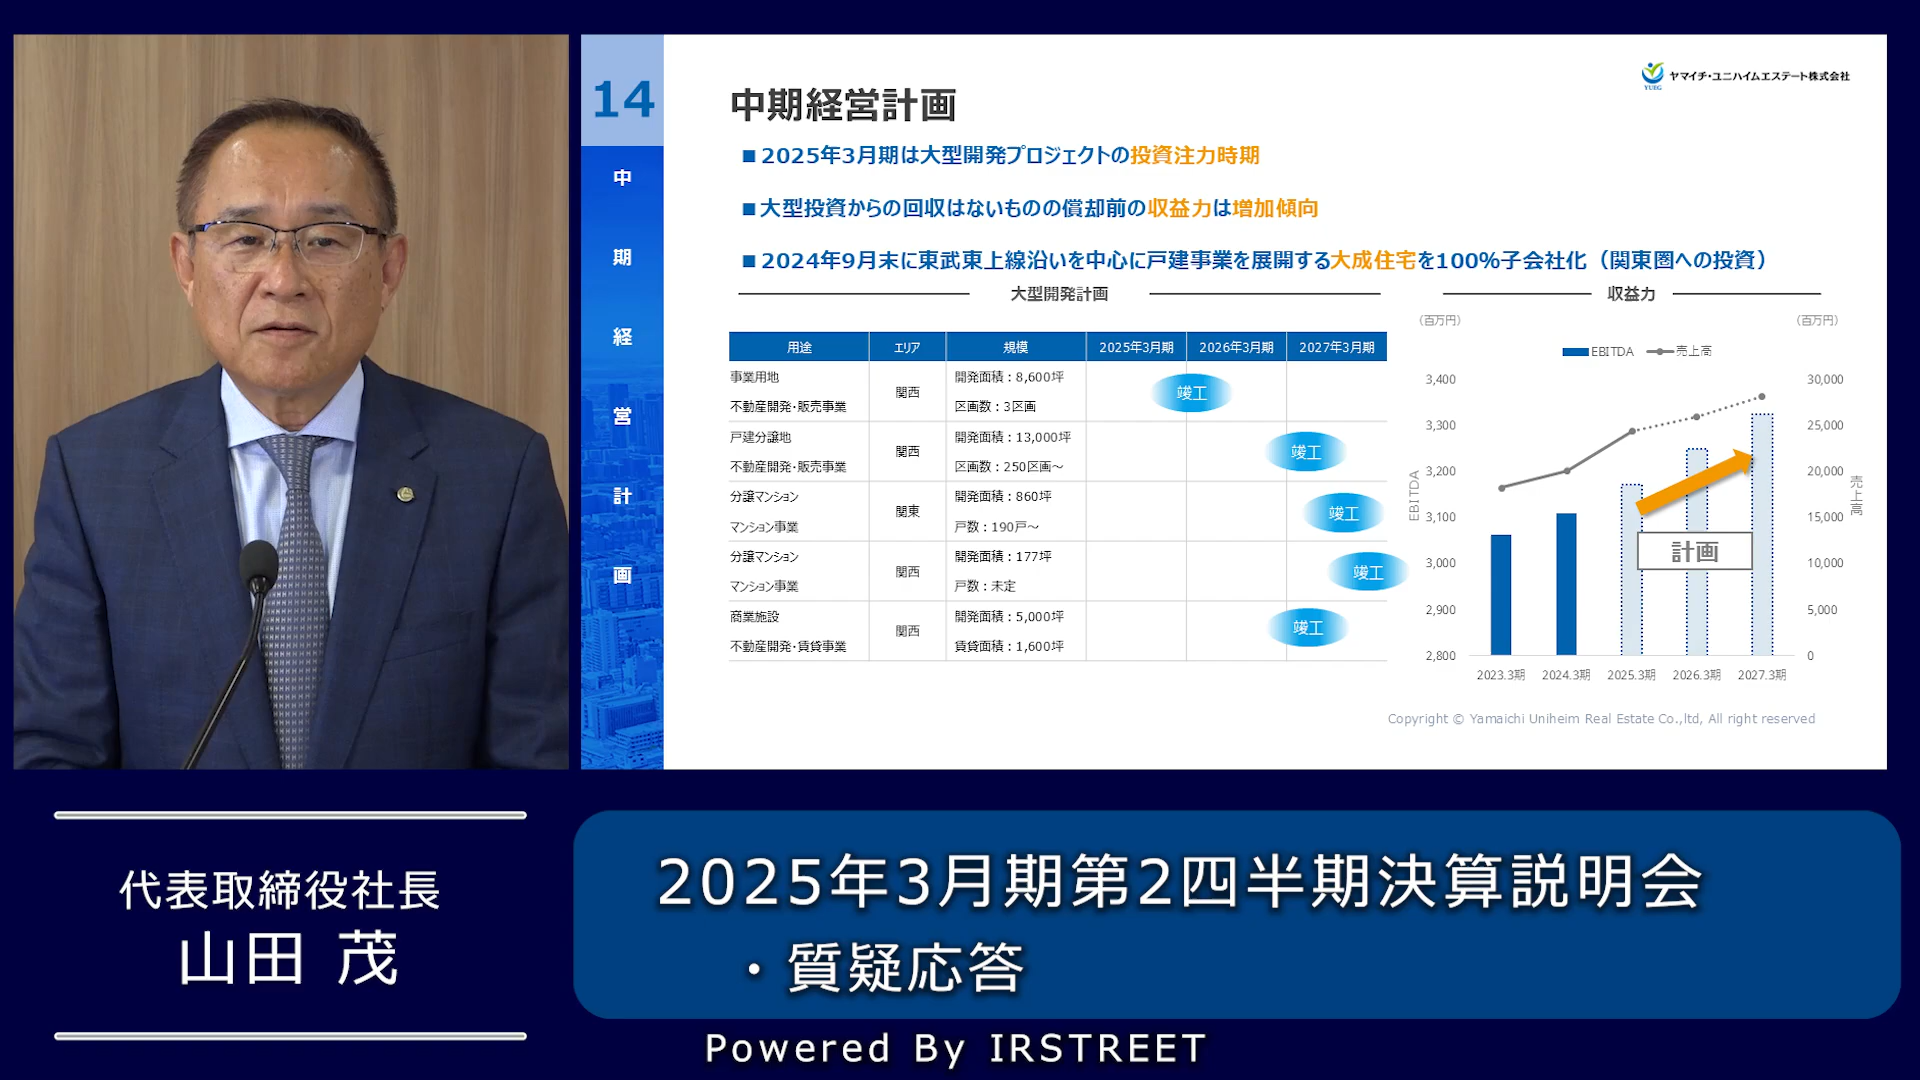 14
中
期
経
営
計
画
YUEG
ヤマイチ・ユニハイムエステート株式会社
中期経営計画
■2025年3月期は大型開発プロジェクトの投資注力時期
■大型投資からの回収はないものの償却前の収益力は増加傾向
■2024年9月末に東武東上線沿いを中心に戸建事業を展開する大成住宅を100%子会社化（関東圏への投資）
大型開発計画
用途 エリア 規模 2025年3月期 2026年3月期 2027年3月期
事業用地
不動産開発・販売事業
関西
開発面積：8,600坪
区画数：3区画
竣工
戸建分譲地
不動産開発・販売事業
関西
開発面積：13,000坪
区画数：250区画～
竣工
分譲マンション
マンション事業
関東
開発面積：860坪
戸数：190戸～
竣工
分譲マンション
マンション事業
関西
開発面積：177坪
戸数：未定
竣工
商業施設
不動産開発・賃貸事業
関西
開発面積：5,000坪
賃貸面積：1,600坪
竣工
収益力
（百万円）
（百万円）
EBITDA 売上高
3,400
3,300
3,200
3,100
3,000
2,900
2,800
EBITDA
計画
30,000
25,000
20,000
15,000
10,000
5,000
0
売上高
2023.3期 2024.3期 2025.3期 2026.3期 2027.3期
Copyright © Yamaichi Uniheim Real Estate Co.,ltd, All right reserved
代表取締役社長
山田 茂
2025年3月期第2四半期決算説明会
・質疑応答
Powered By IRSTREET